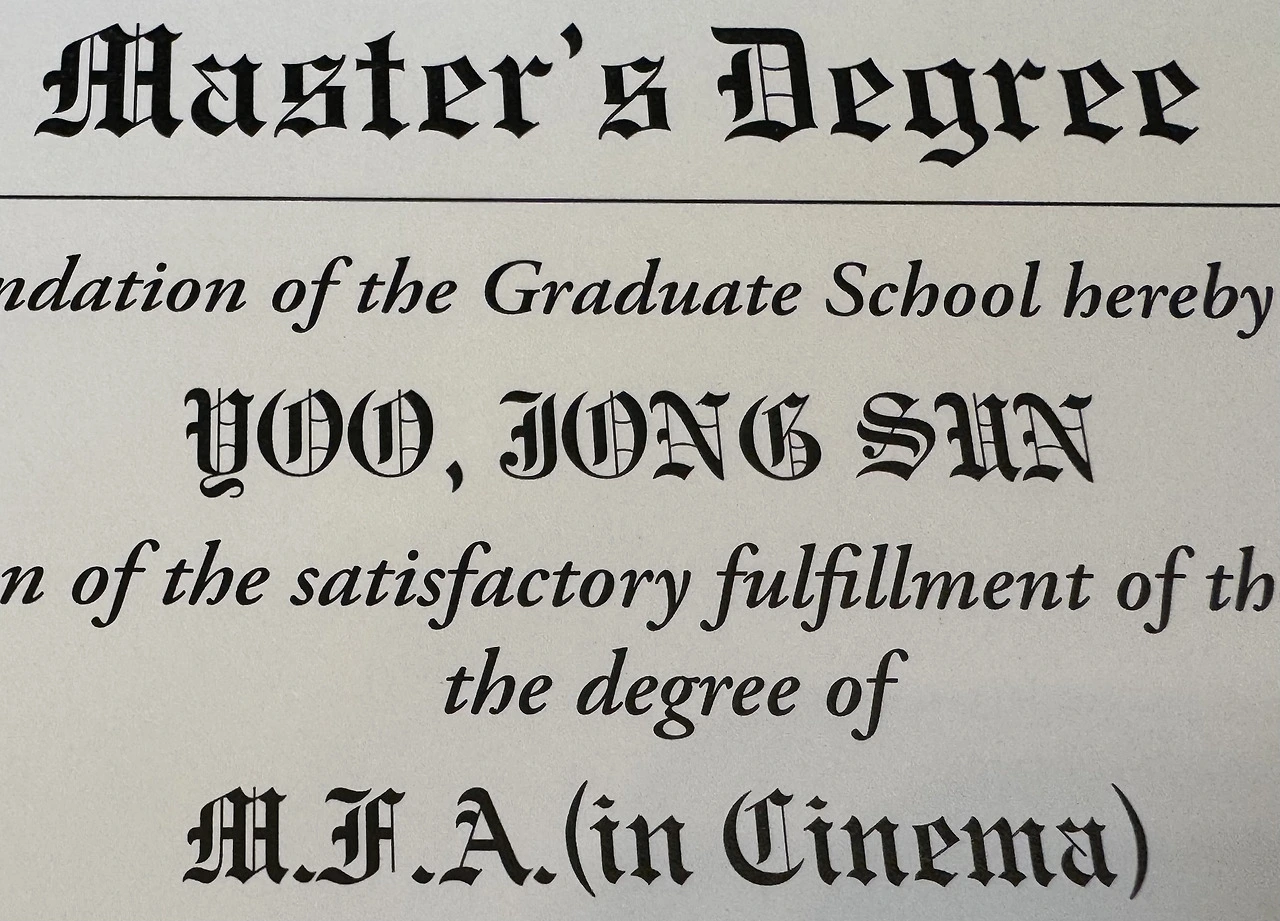 Master's Degree
ndation of the Graduate School hereby
YOO, JONG SUN
n of the satisfactory fulfillment of th
the degree of
M.F.A.(in Cinema)